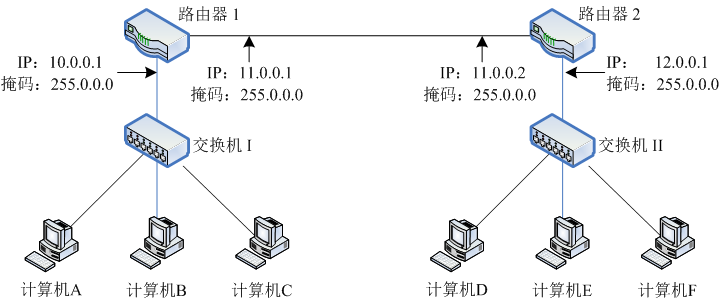 路由器 1
路由器 2
IP：10.0.0.1
掩码：255.0.0.0
IP：11.0.0.1
掩码：255.0.0.0
IP：11.0.0.2
掩码：255.0.0.0
IP： 12.0.0.1
掩码：255.0.0.0
交换机 I
交换机 II
计算机A
计算机B
计算机C
计算机D
计算机E
计算机F